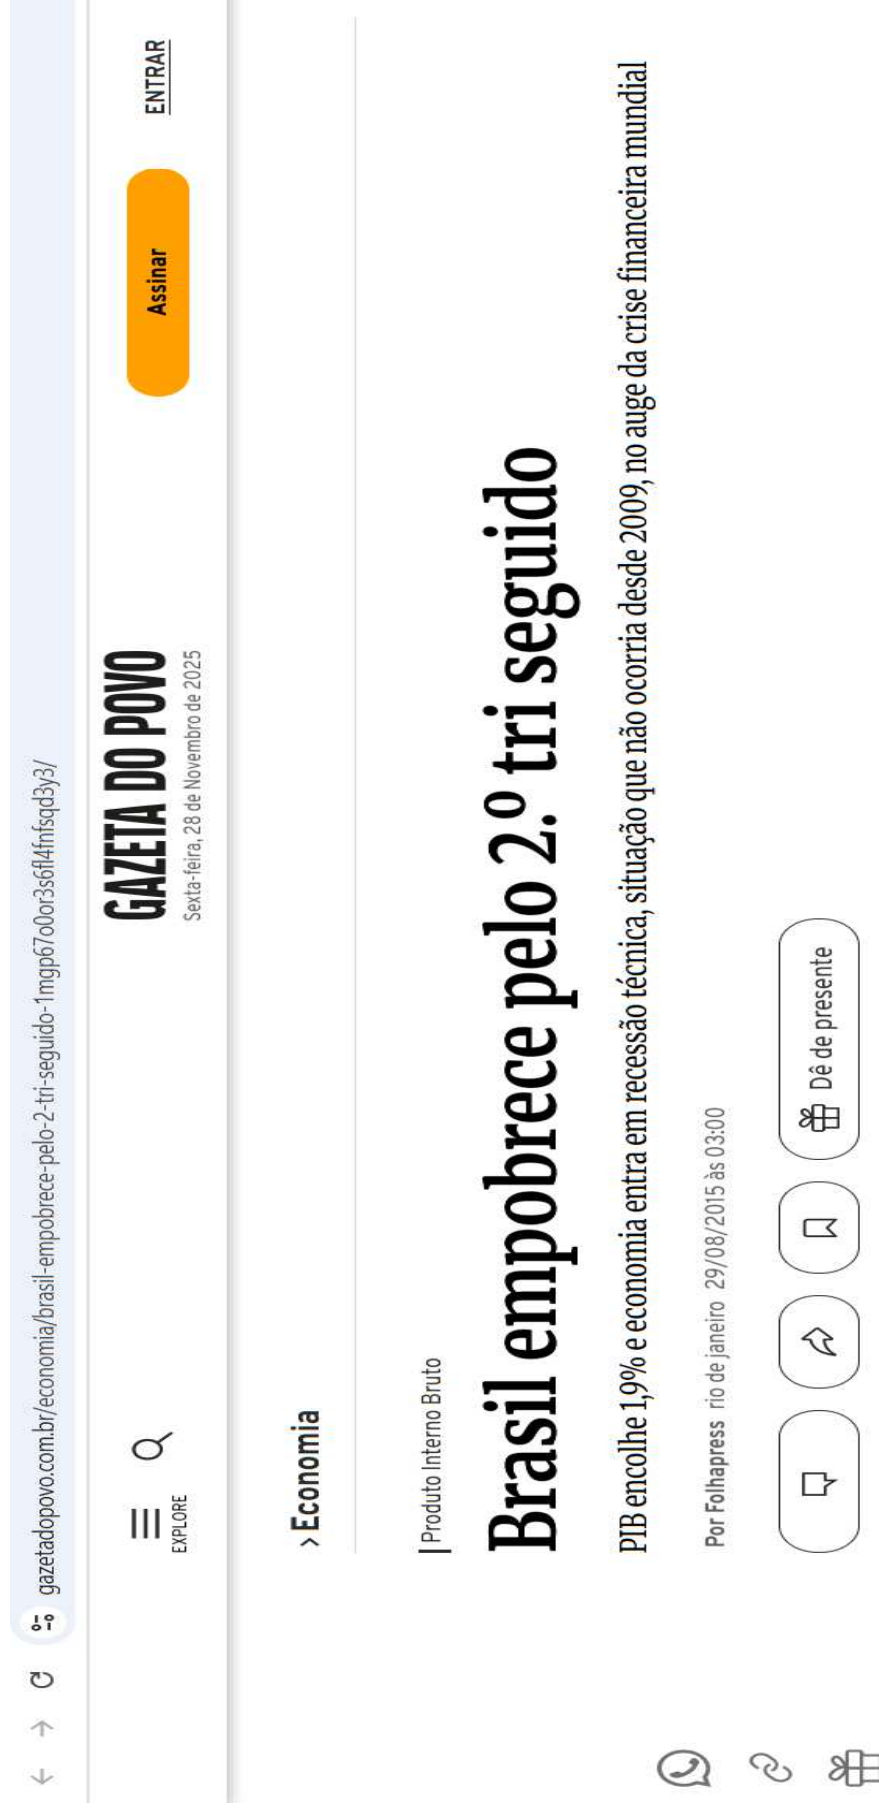 gazetadopovo.com.br/economia/brasil-empobrece-pelo-2-tri-seguido-1mgp67o0or3s6fl4fnfsqd3y3/
EXPLORE
GAZETA DO POVO
Sexta-feira, 28 de Novembro de 2025
Assinar
ENTRAR
> Economia
Produto Interno Bruto
Brasil empobrece pelo 2.º tri seguido
PIB encolhe 1,9% e economia entra em recessão técnica, situação que não ocorria desde 2009, no auge da crise financeira mundial
Por Folhapress rio de janeiro 29/08/2015 às 03:00
Dê de presente